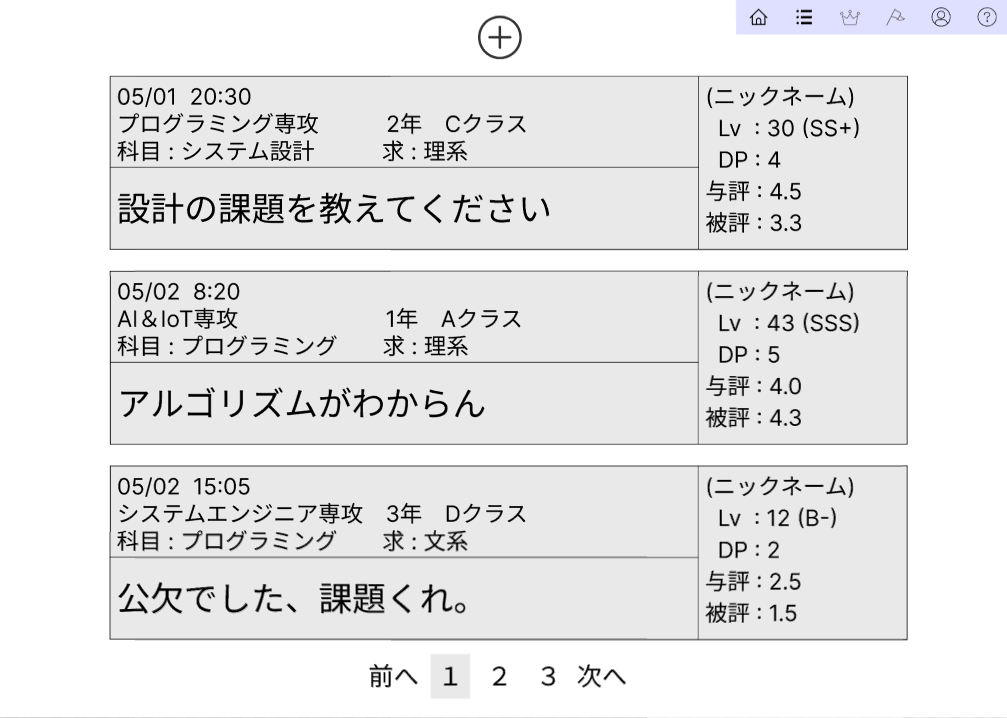 05/01 20:30
プログラミング専攻 2年 Cクラス
科目 : システム設計 求 : 理系
設計の課題を教えてください
(ニックネーム)
Lv : 30 (SS+)
DP : 4
与評 : 4.5
被評 : 3.3
05/02 8:20
AI&IoT専攻 1年 Aクラス
科目 : プログラミング 求 : 理系
アルゴリズムがわからん
(ニックネーム)
Lv : 43 (SSS)
DP : 5
与評 : 4.0
被評 : 4.3
05/02 15:05
システムエンジニア専攻 3年 Dクラス
科目 : プログラミング 求 : 文系
公欠でした、課題くれ。
(ニックネーム)
Lv : 12 (B-)
DP : 2
与評 : 2.5
被評 : 1.5
前へ 1 2 3 次へ